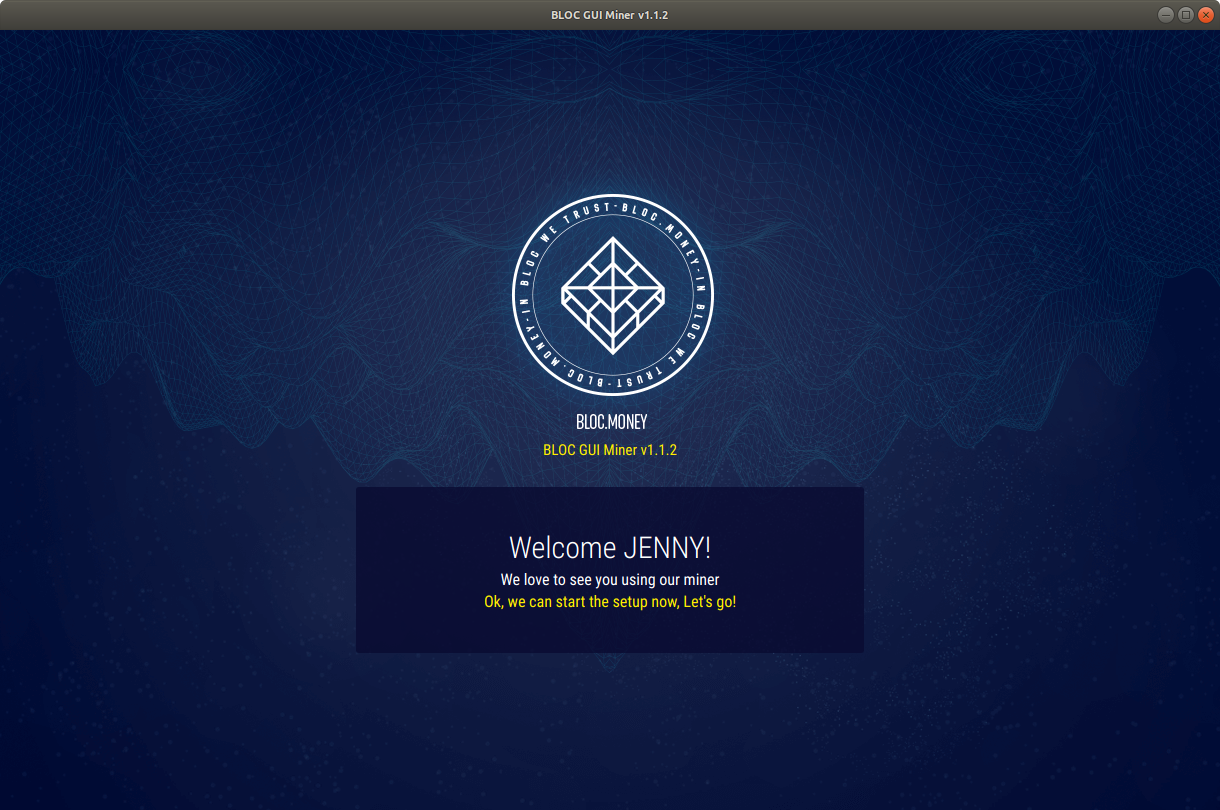 BLOC GUI Miner v1.1.2
BLOC.MONEY-IN BLOC WE TRUST-BLOC.MONEY-IN BLOC WE TRUST-
BLOC.MONEY
BLOC GUI Miner v1.1.2
Welcome JENNY!
We love to see you using our miner
Ok, we can start the setup now, Let's go!